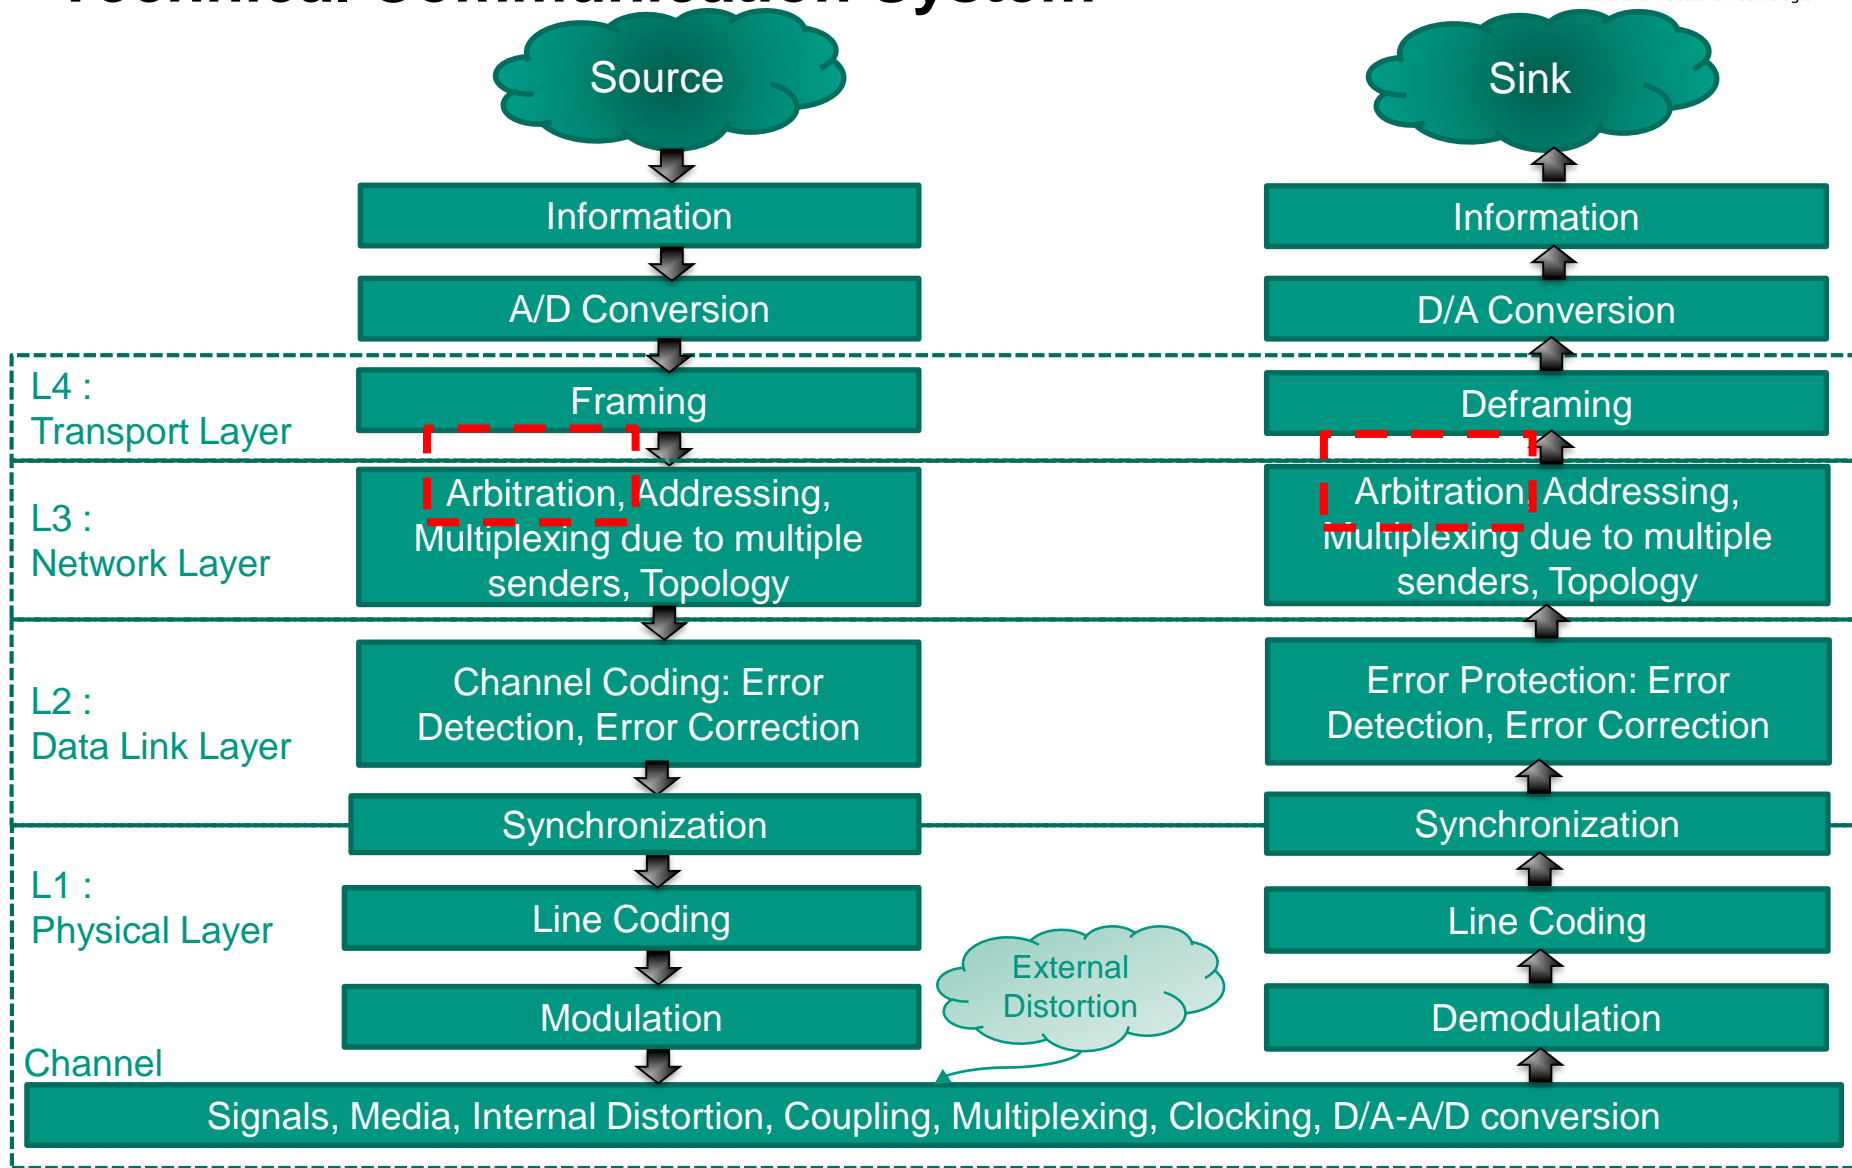 Technical Communication System
Source
Sink
Information
Information
A/D Conversion
D/A Conversion
L4 :
Transport Layer
Framing
Deframing
L3 :
Network Layer
Arbitration, Addressing,
Multiplexing due to multiple
senders, Topology
Arbitration, Addressing,
Multiplexing due to multiple
senders, Topology
L2 :
Data Link Layer
Channel Coding: Error
Detection, Error Correction
Error Protection: Error
Detection, Error Correction
Synchronization
Synchronization
L1 :
Physical Layer
Line Coding
Line Coding
External
Distortion
Modulation
Demodulation
Channel
Signals, Media, Internal Distortion, Coupling, Multiplexing, Clocking, D/A-A/D conversion